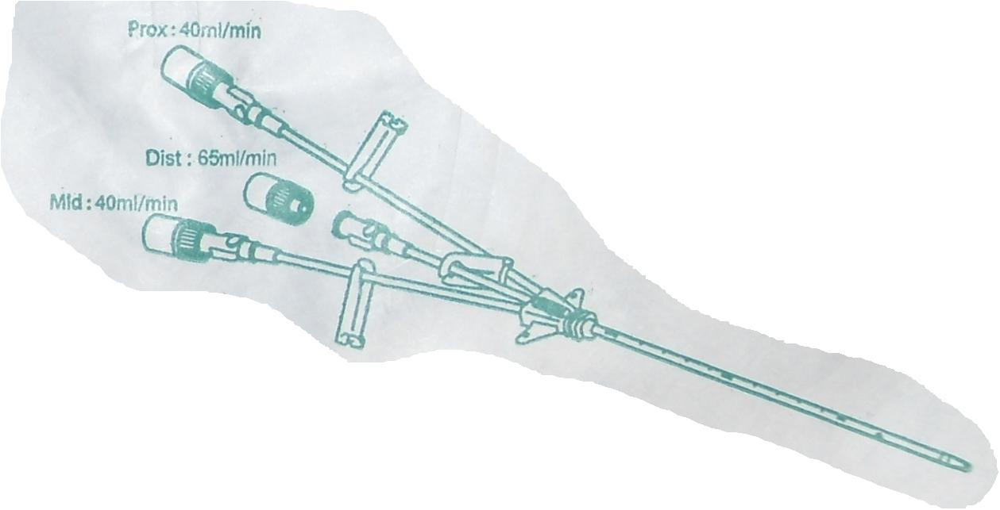 Prox : 40ml/min
Dist : 65ml/min
Mid : 40ml/min